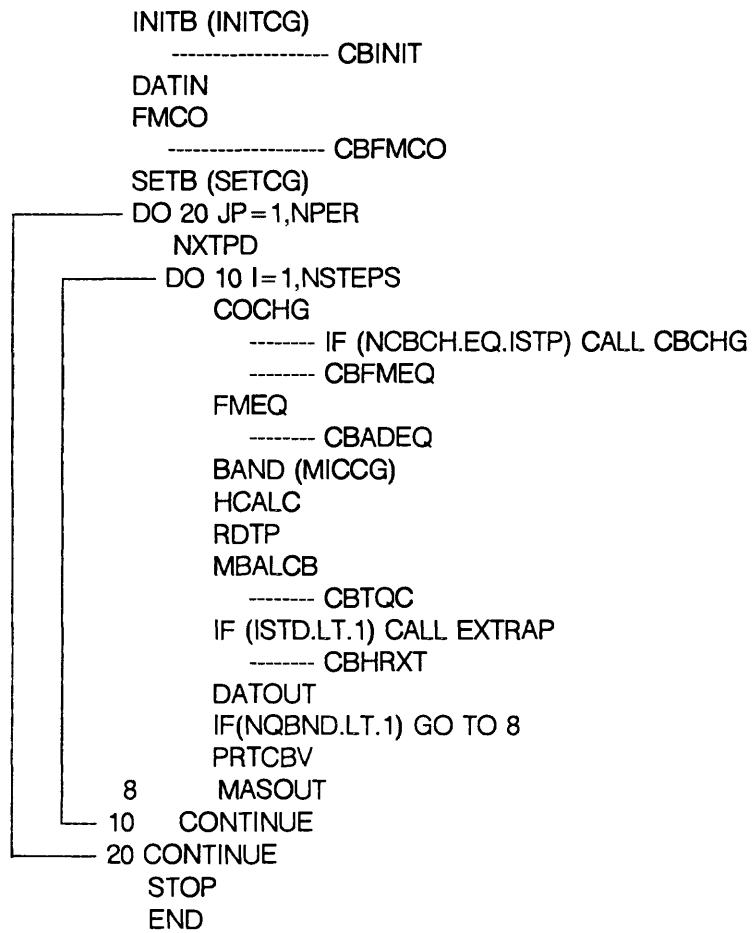 INITB (INITCG)
------------------- CBINIT
DATIN
FMCO
------------------- CBFMCO
SETB (SETCG)
DO 20 JP=1,NPER
NXTPD
DO 10 I=1,NSTEPS
COCHG
-------- IF (NCBCH.EQ.ISTP) CALL CBCHG
-------- CBFMEQ
FMEQ
-------- CBADEQ
BAND (MICCG)
HCALC
RDTP
MBALCB
-------- CBTQC
IF (ISTD.LT.1) CALL EXTRAP
-------- CBHRXT
DATOUT
IF(NQBND.LT.1) GO TO 8
PRTCBV
8 MASOUT
10 CONTINUE
20 CONTINUE
STOP
END